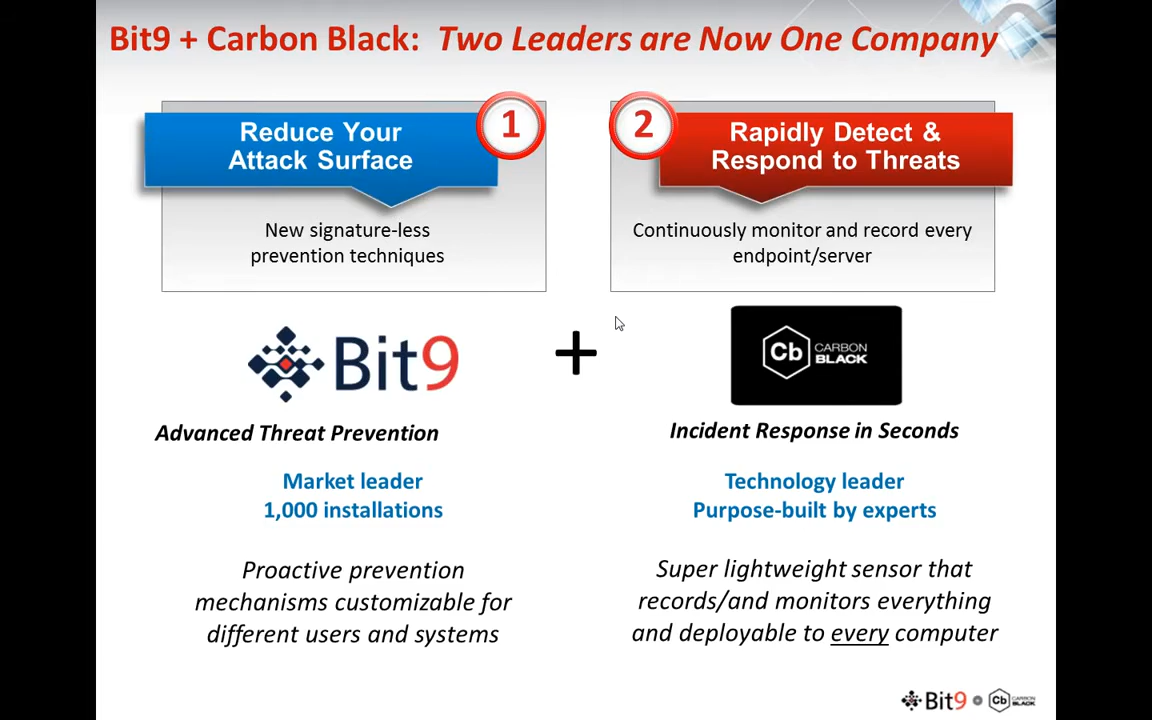 Bit9 + Carbon Black: Two Leaders are Now One Company
1
Reduce Your
Attack Surface
New signature-less
prevention techniques
2
Rapidly Detect &
Respond to Threats
Continuously monitor and record every
endpoint/server
Bit9
+
Cb CARBON
BLACK
Advanced Threat Prevention
Market leader
1,000 installations
Proactive prevention
mechanisms customizable for
different users and systems
Incident Response in Seconds
Technology leader
Purpose-built by experts
Super lightweight sensor that
records/and monitors everything
and deployable to every computer
Bit9 Cb CARBON
BLACK